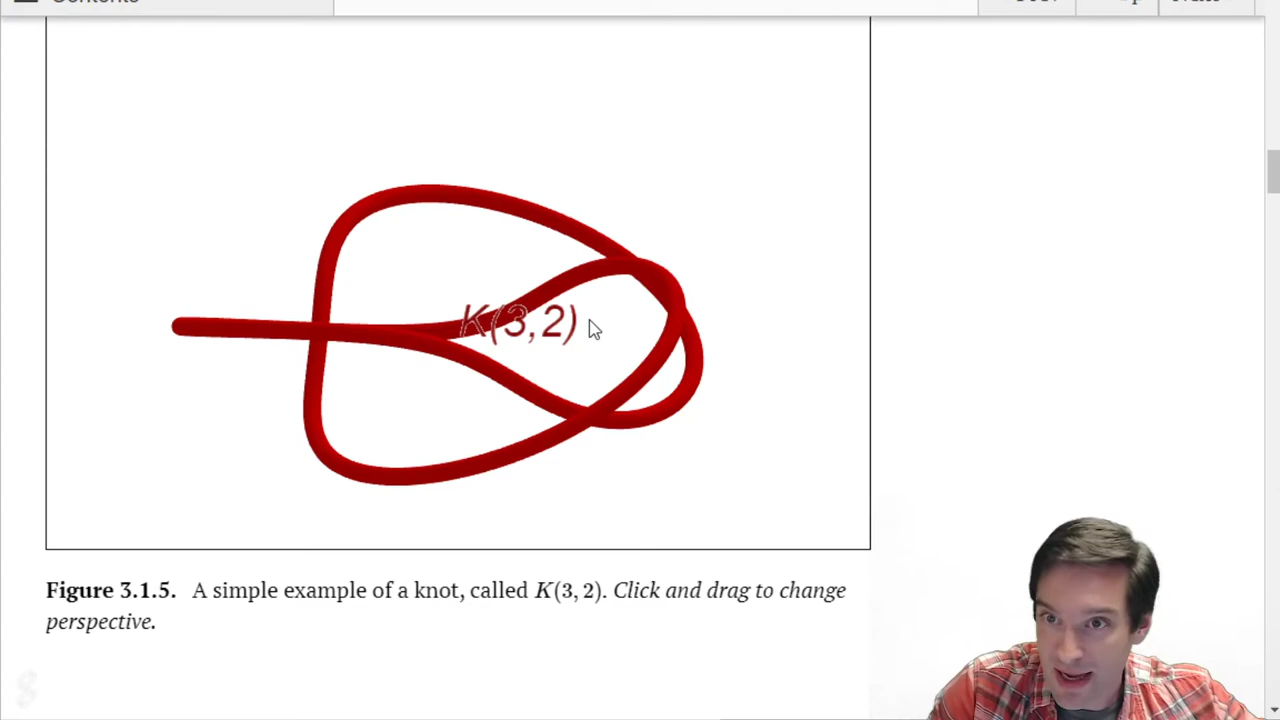 K(3,2)
Figure 3.1.5. A simple example of a knot, called K(3, 2). Click and drag to change
perspective.